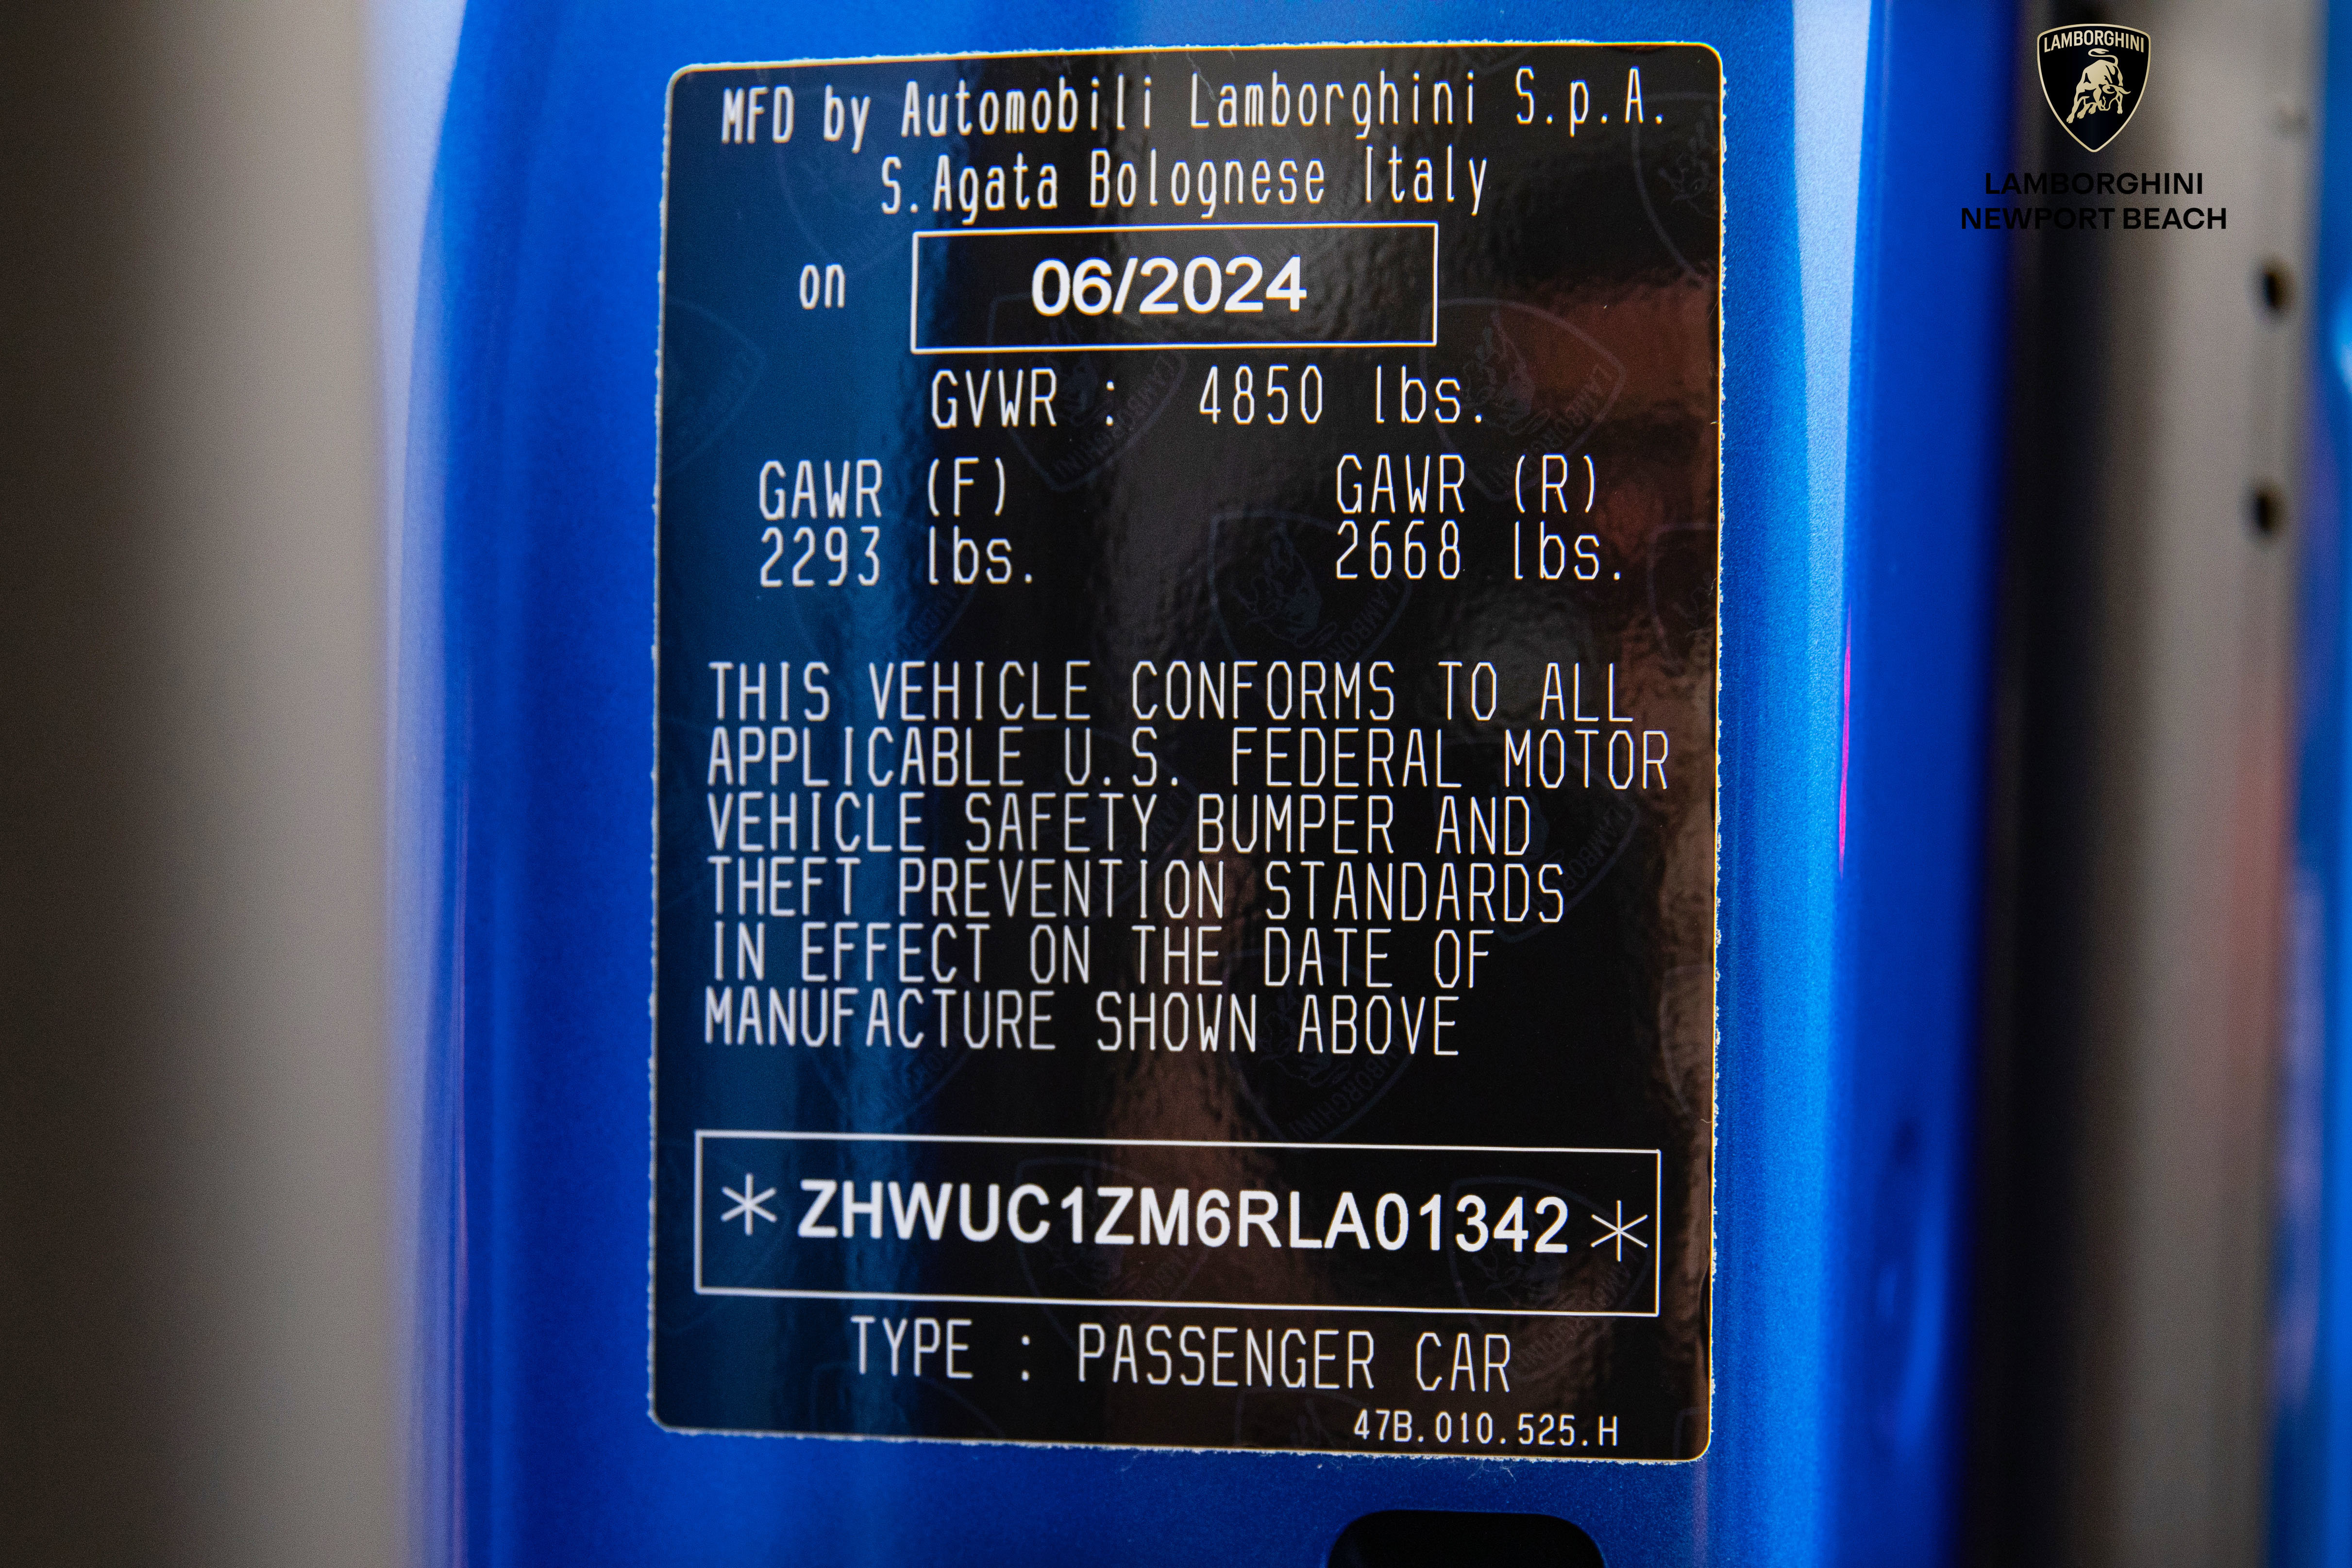 MFD by Automobili Lamborghini S.p.A.
S.Agata Bolognese Italy
on 06/2024
GVWR : 4850 lbs.
GAWR (F) GAWR (R)
2293 lbs. 2668 lbs.
THIS VEHICLE CONFORMS TO ALL
APPLICABLE U.S. FEDERAL MOTOR
VEHICLE SAFETY BUMPER AND
THEFT PREVENTION STANDARDS
IN EFFECT ON THE DATE OF
MANUFACTURE SHOWN ABOVE
* ZHWUC1ZM6RLA01342 *
TYPE : PASSENGER CAR
47B.010.525.H
LAMBORGHINI
LAMBORGHINI
NEWPORT BEACH